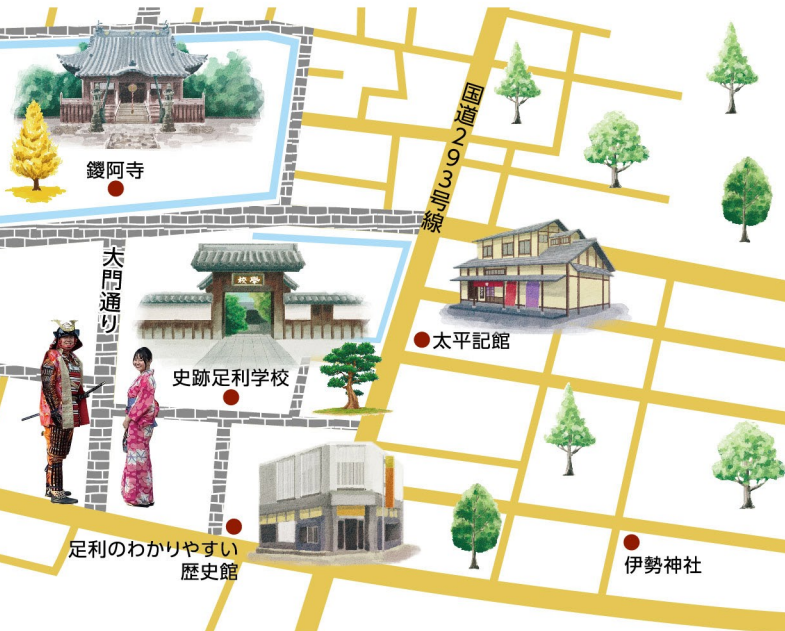 鑁阿寺
国道293号線
大門通り
學校
太平記館
史跡足利学校
足利のわかりやすい
歴史館
伊勢神社